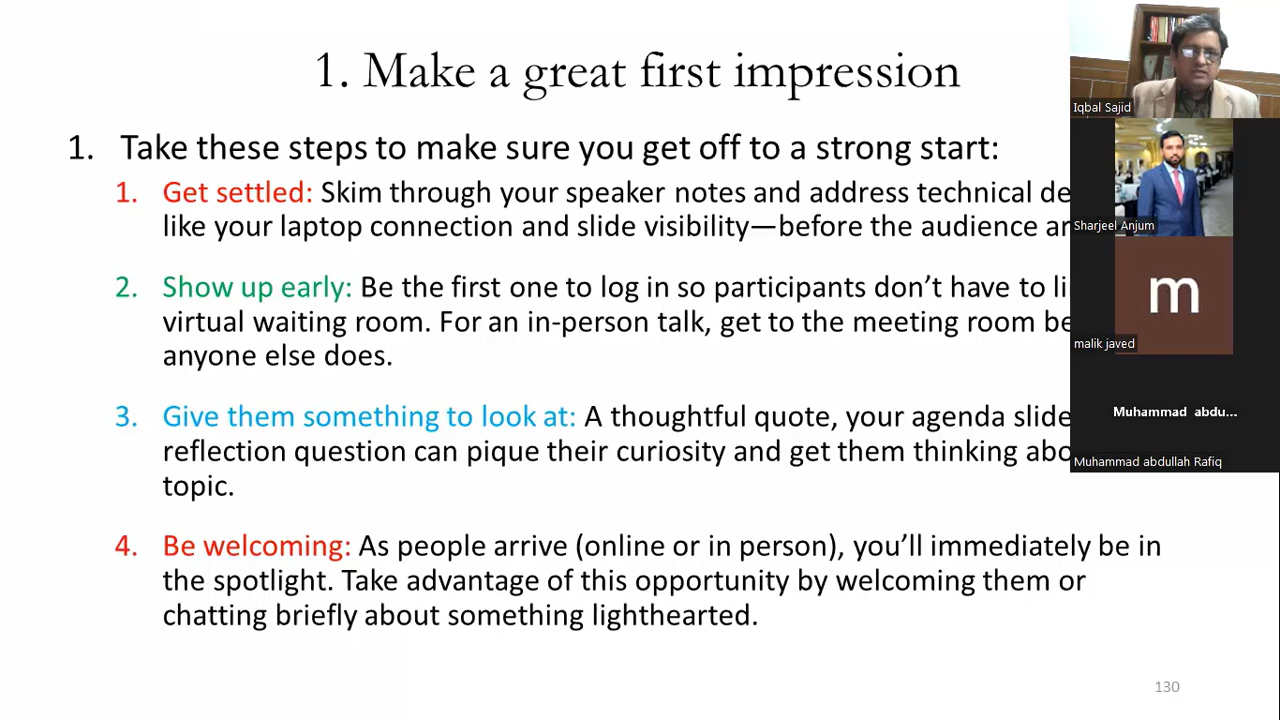 1. Make a great first impression
1. Take these steps to make sure you get off to a strong start:
1. Get settled: Skim through your speaker notes and address technical
like your laptop connection and slide visibility—before the audience
2. Show up early: Be the first one to log in so participants don’t have to
virtual waiting room. For an in-person talk, get to the meeting room
anyone else does.
3. Give them something to look at: A thoughtful quote, your agenda slide
reflection question can pique their curiosity and get them thinking
topic.
4. Be welcoming: As people arrive (online or in person), you’ll immediately be in
the spotlight. Take advantage of this opportunity by welcoming them or
chatting briefly about something lighthearted.
130
Iqbal Sajid
Sharjeel Anjum
m
malik javed
Muhammad abdu...
Muhammad abdullah Rafiq